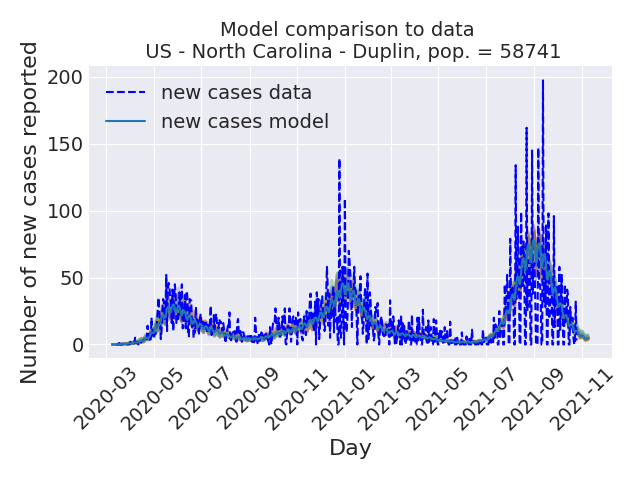 Model comparison to data
US - North Carolina - Duplin, pop. = 58741
Number of new cases reported
200
150
100
50
0
new cases data
new cases model
2020-03
2020-05
2020-07
2020-09
2020-11
2021-01
2021-03
2021-05
2021-07
2021-09
2021-11
Day